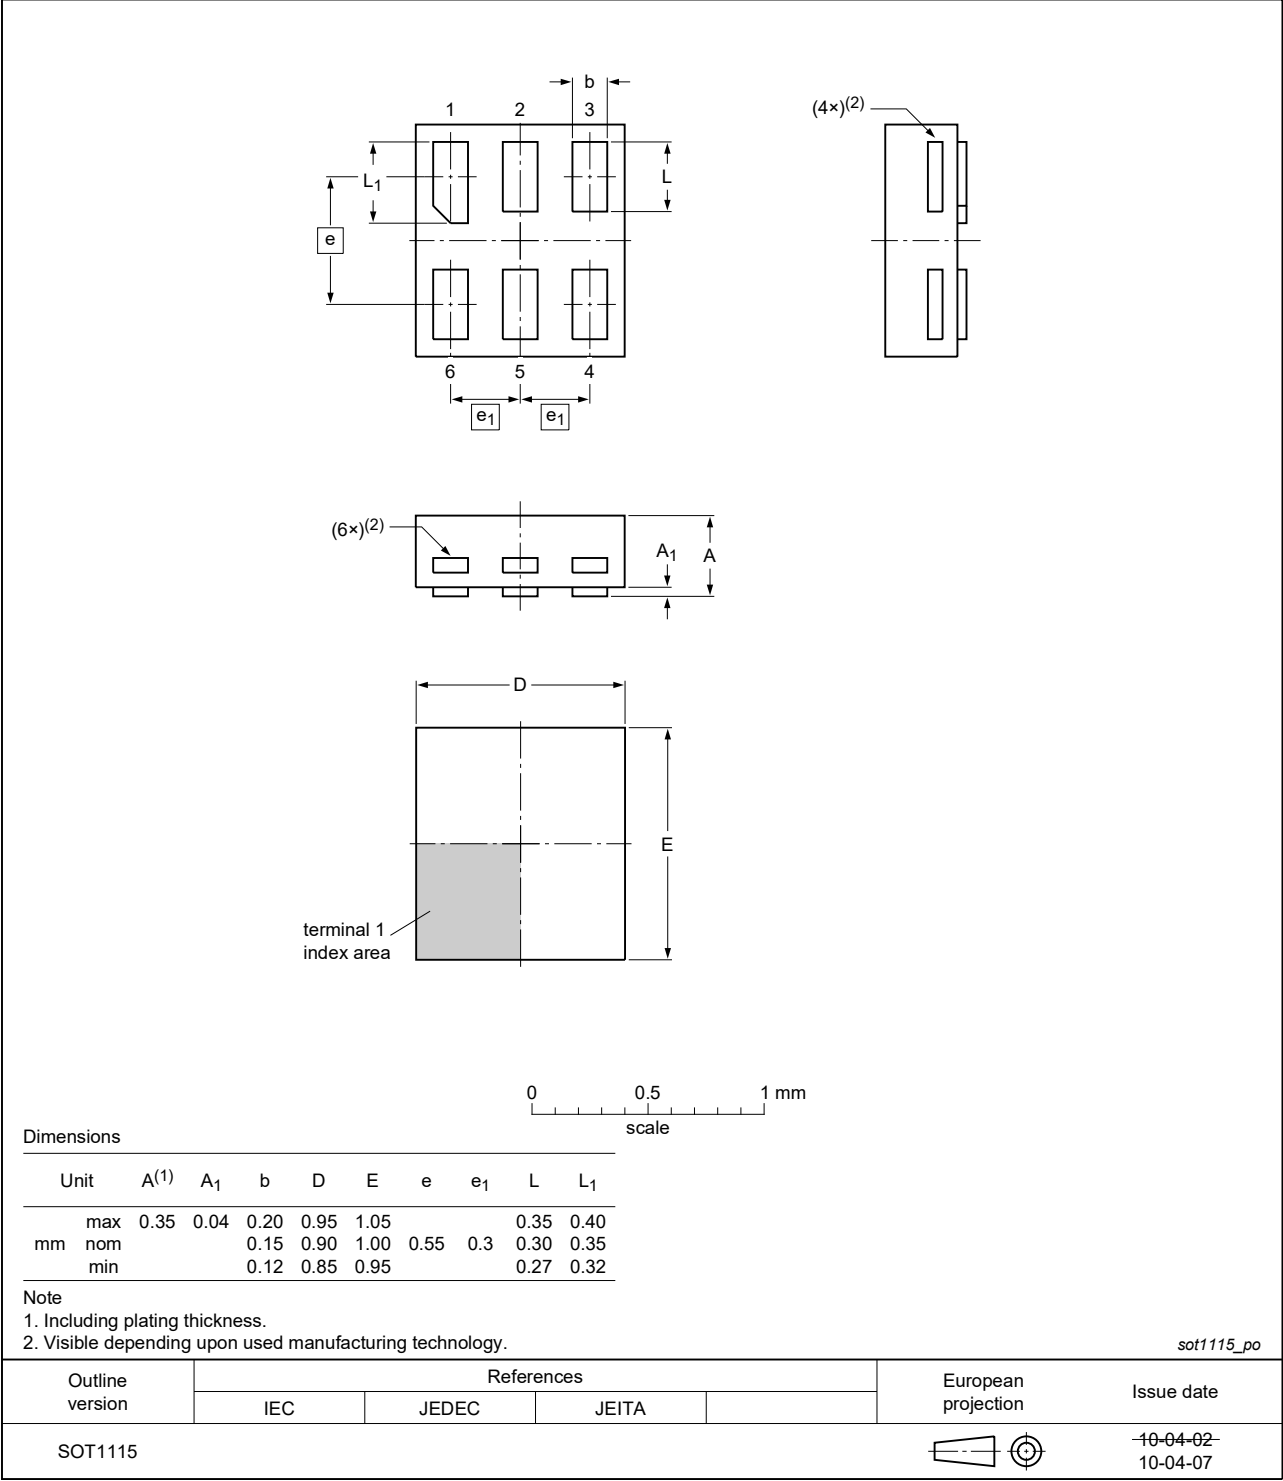 b
1 2 3
(4×)(2)
L1
L
e
6 5 4
e1 e1
(6×)(2)
A1
A
D
E
terminal 1
index area
0 0.5 1 mm
scale
Dimensions
Unit A(1) A1 b D E e e1 L L1
max 0.35 0.04 0.20 0.95 1.05 0.35 0.40
mm nom 0.15 0.90 1.00 0.55 0.3 0.30 0.35
min 0.12 0.85 0.95 0.27 0.32
Note
1. Including plating thickness.
2. Visible depending upon used manufacturing technology.
sot1115_po
Outline
version
References
IEC JEDEC JEITA
European
projection
Issue date
SOT1115
10-04-02
10-04-07